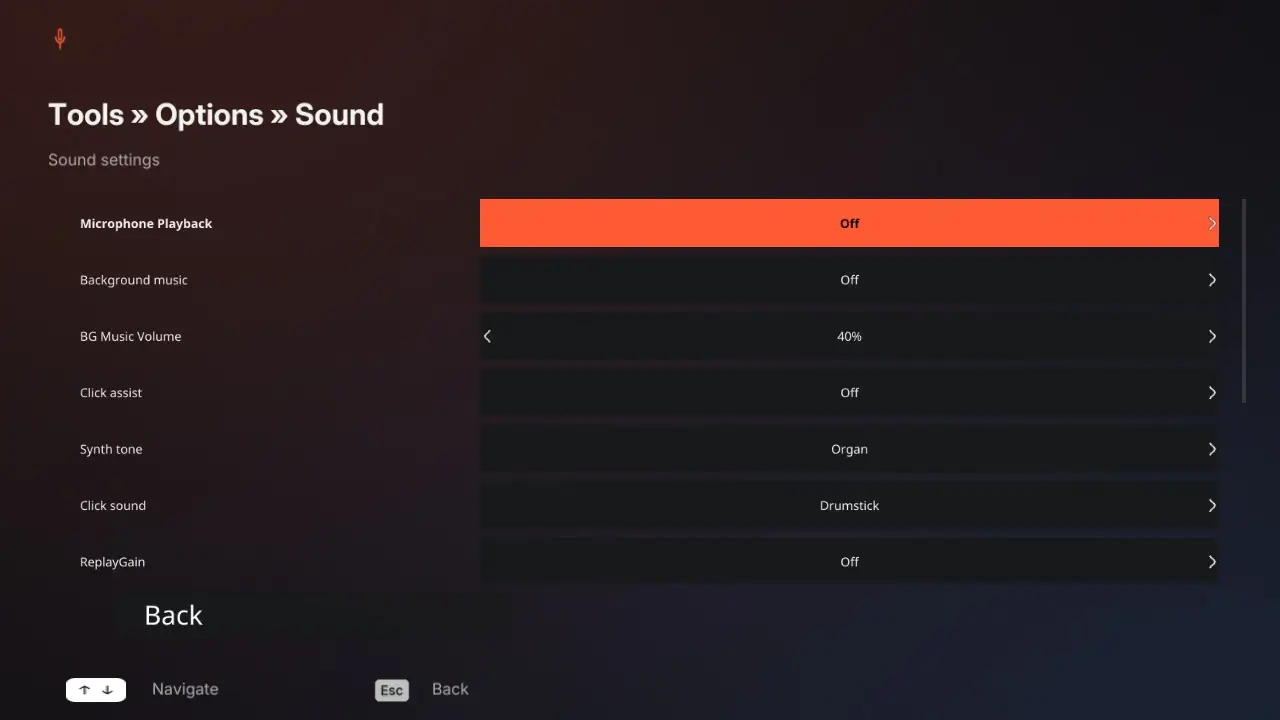 Tools » Options » Sound
Sound settings
Microphone Playback Off
Background music Off
BG Music Volume 40%
Click assist Off
Synth tone Organ
Click sound Drumstick
ReplayGain Off
Back
Navigate Esc Back